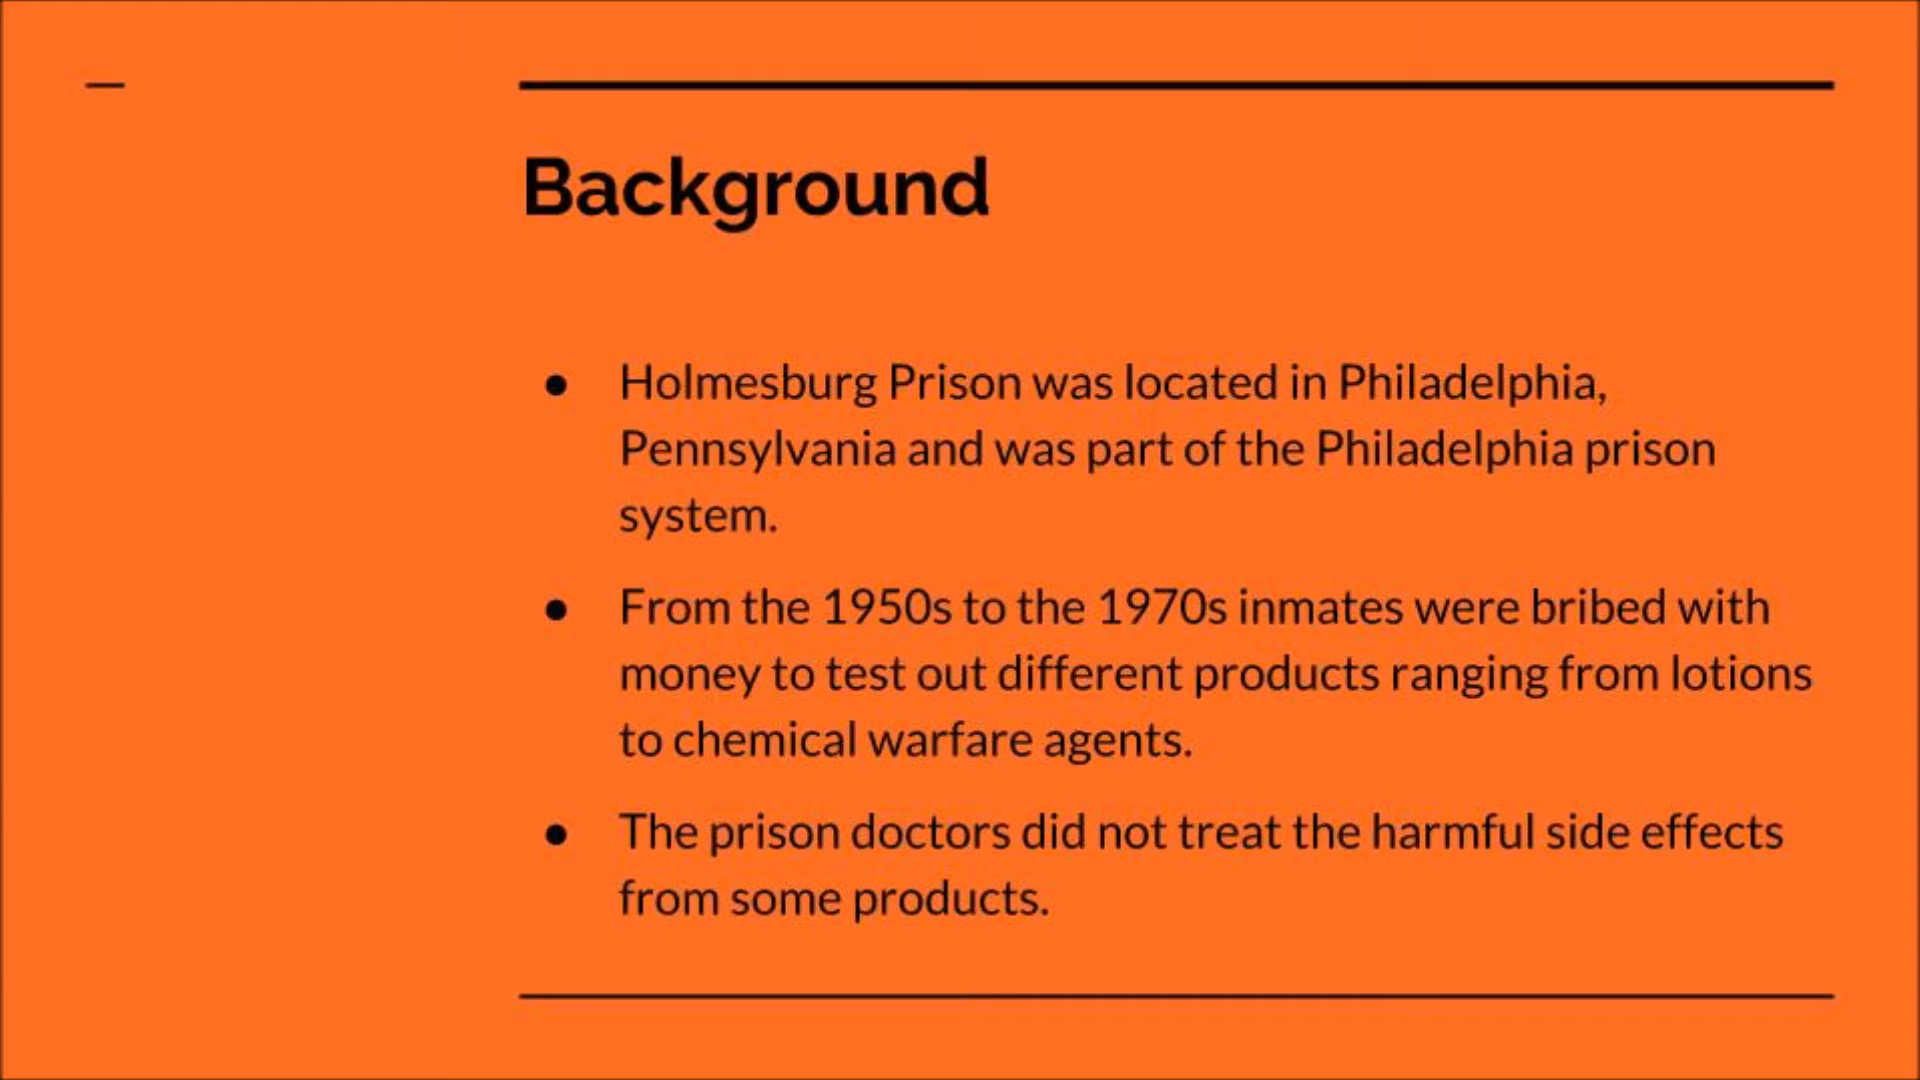 Background
● Holmesburg Prison was located in Philadelphia,
Pennsylvania and was part of the Philadelphia prison
system.
● From the 1950s to the 1970s inmates were bribed with
money to test out different products ranging from lotions
to chemical warfare agents.
● The prison doctors did not treat the harmful side effects
from some products.